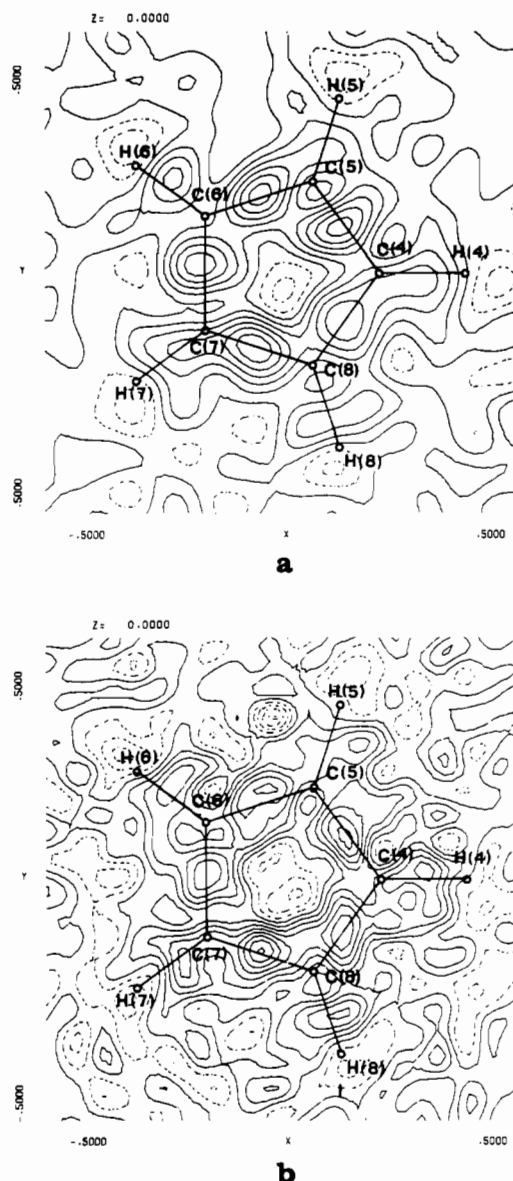 Z= 0.0000
.5000
H(5)
H(6)
C(5)
C(6)
C(4)
H(4)
Y
C(7)
C(8)
H(7)
H(8)
.5000
-.5000 X .5000
a
Z= 0.0000
.5000
H(5)
H(6)
C(5)
C(6)
C(4)
H(4)
Y
C(7)
C(8)
H(7)
H(8)
-.5000
-.5000 X .5000
b